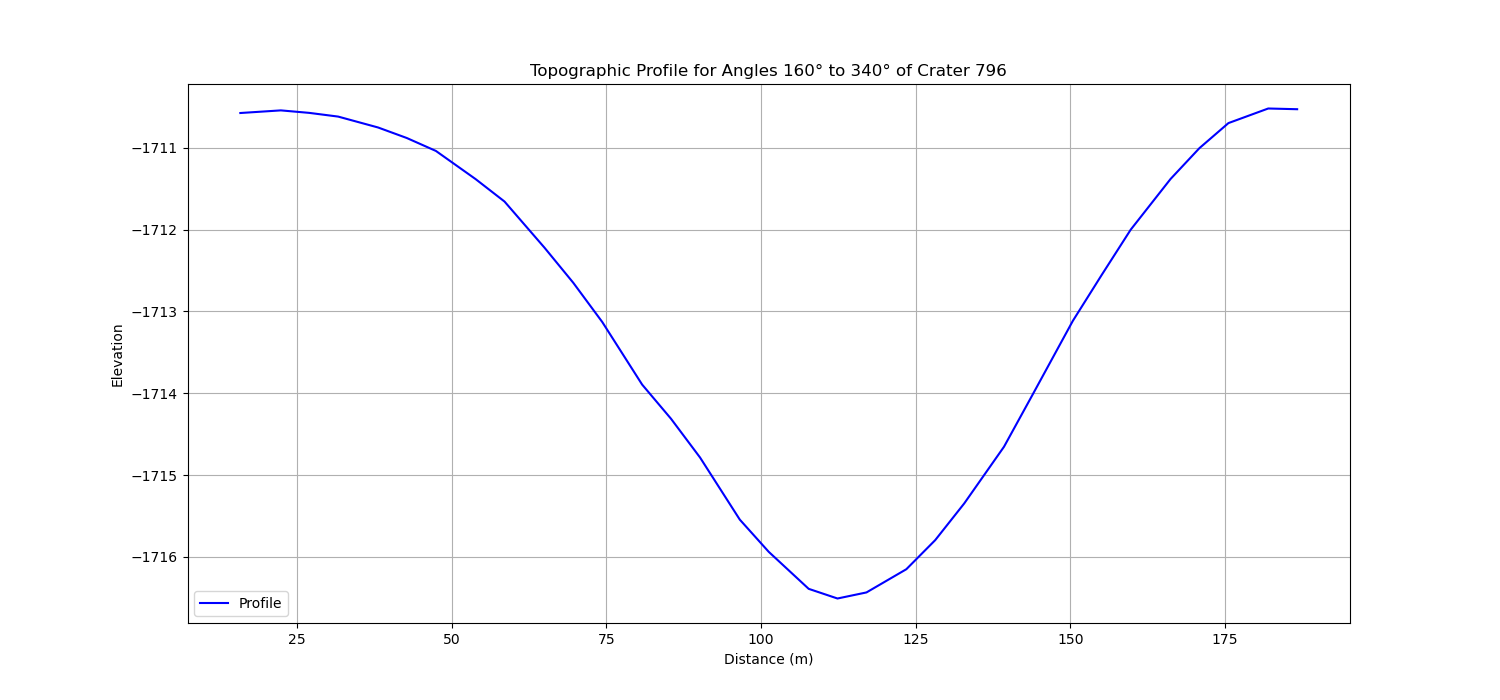 Topographic Profile for Angles 160° to 340° of Crater 796
Elevation
−1711
−1712
−1713
−1714
−1715
−1716
Profile
25 50 75 100 125 150 175
Distance (m)